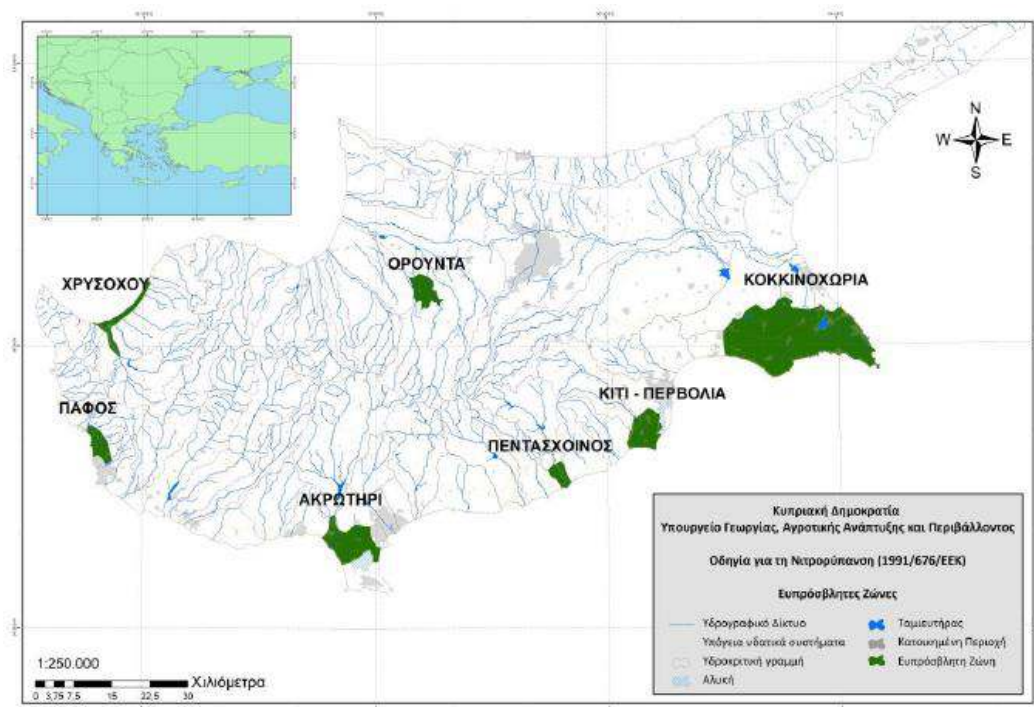 N
W E
S
ΧΡΥΣΟΧΟΥ
ΟΡΟΥΝΤΑ
ΚΟΚΚΙΝΟΧΩΡΙΑ
ΚΙΤΙ - ΠΕΡΒΟΛΙΑ
ΠΑΦΟΣ
ΠΕΝΤΑΣΧΟΙΝΟΣ
ΑΚΡΩΤΗΡΙ
Κυπριακή Δημοκρατία
Υπουργείο Γεωργίας, Αγροτικής Ανάπτυξης και Περιβάλλοντος
Οδηγία για τη Νιτρορύπανση (1991/676/ΕΕΚ)
Ευπρόσβλητες Ζώνες
Υδρογραφικό Δίκτυο
Υπόγεια υδατικά συστήματα
Υδροκριτική γραμμή
Αλυκή
Ταμιευτήρας
Κατοικημένη Περιοχή
Ευπρόσβλητη Ζώνη
1:250.000
Χιλιόμετρα
0 3,75 7,5 15 22,5 30